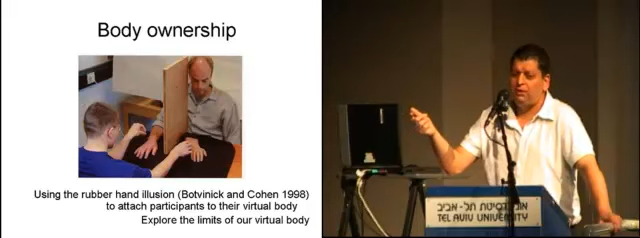 Body ownership
Using the rubber hand illusion (Botvinick and Cohen 1998)
to attach participants to their virtual body
Explore the limits of our virtual body
אוניברסיטת תל-אביב
TEL AVIV UNIVERSITY